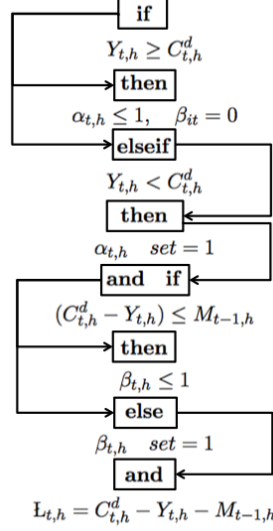 if
Y_{t,h} ≥ C^d_{t,h}
then
α_{t,h} ≤ 1, β_{it} = 0
elseif
Y_{t,h} < C^d_{t,h}
then
α_{t,h} set = 1
and if
(C^d_{t,h} − Y_{t,h}) ≤ M_{t−1,h}
then
β_{t,h} ≤ 1
else
β_{t,h} set = 1
and
Ł_{t,h} = C^d_{t,h} − Y_{t,h} − M_{t−1,h}